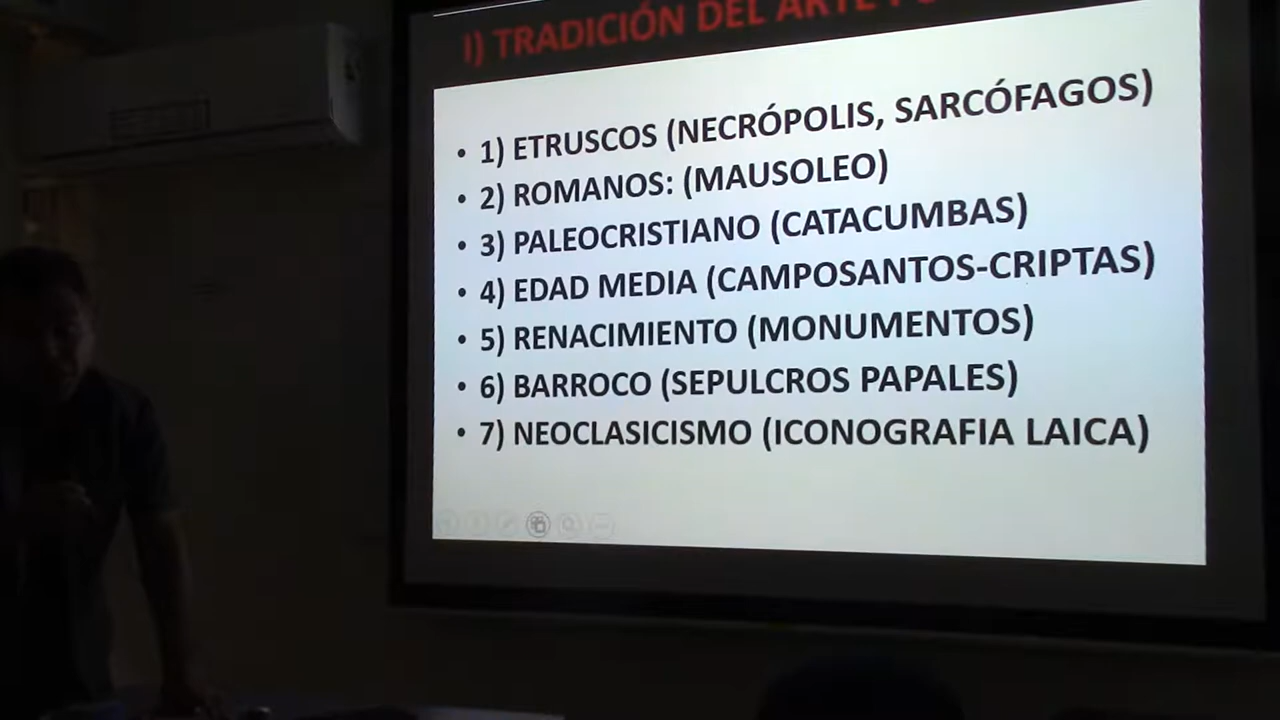 I) TRADICIÓN DEL ARTE
• 1) ETRUSCOS (NECRÓPOLIS, SARCÓFAGOS)
• 2) ROMANOS: (MAUSOLEO)
• 3) PALEOCRISTIANO (CATACUMBAS)
• 4) EDAD MEDIA (CAMPOSANTOS-CRIPTAS)
• 5) RENACIMIENTO (MONUMENTOS)
• 6) BARROCO (SEPULCROS PAPALES)
• 7) NEOCLASICISMO (ICONOGRAFIA LAICA)